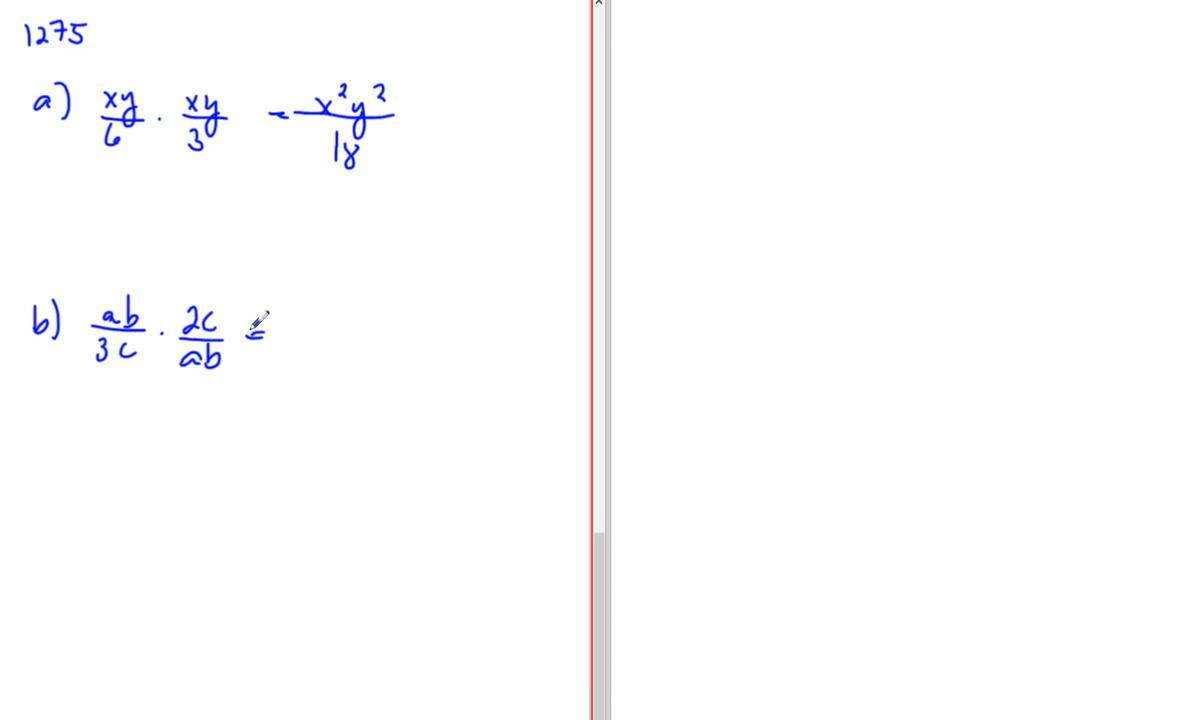 1275
a) xy/6 · xy/3 = x²y²/18
b) ab/3c · 2c/ab =